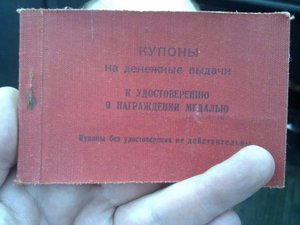 КУПОНЫ
на денежные выдачи
К УДОСТОВЕРЕНИЮ
О НАГРАЖДЕНИИ МЕДАЛЬЮ
Купоны без удостоверения не действительны